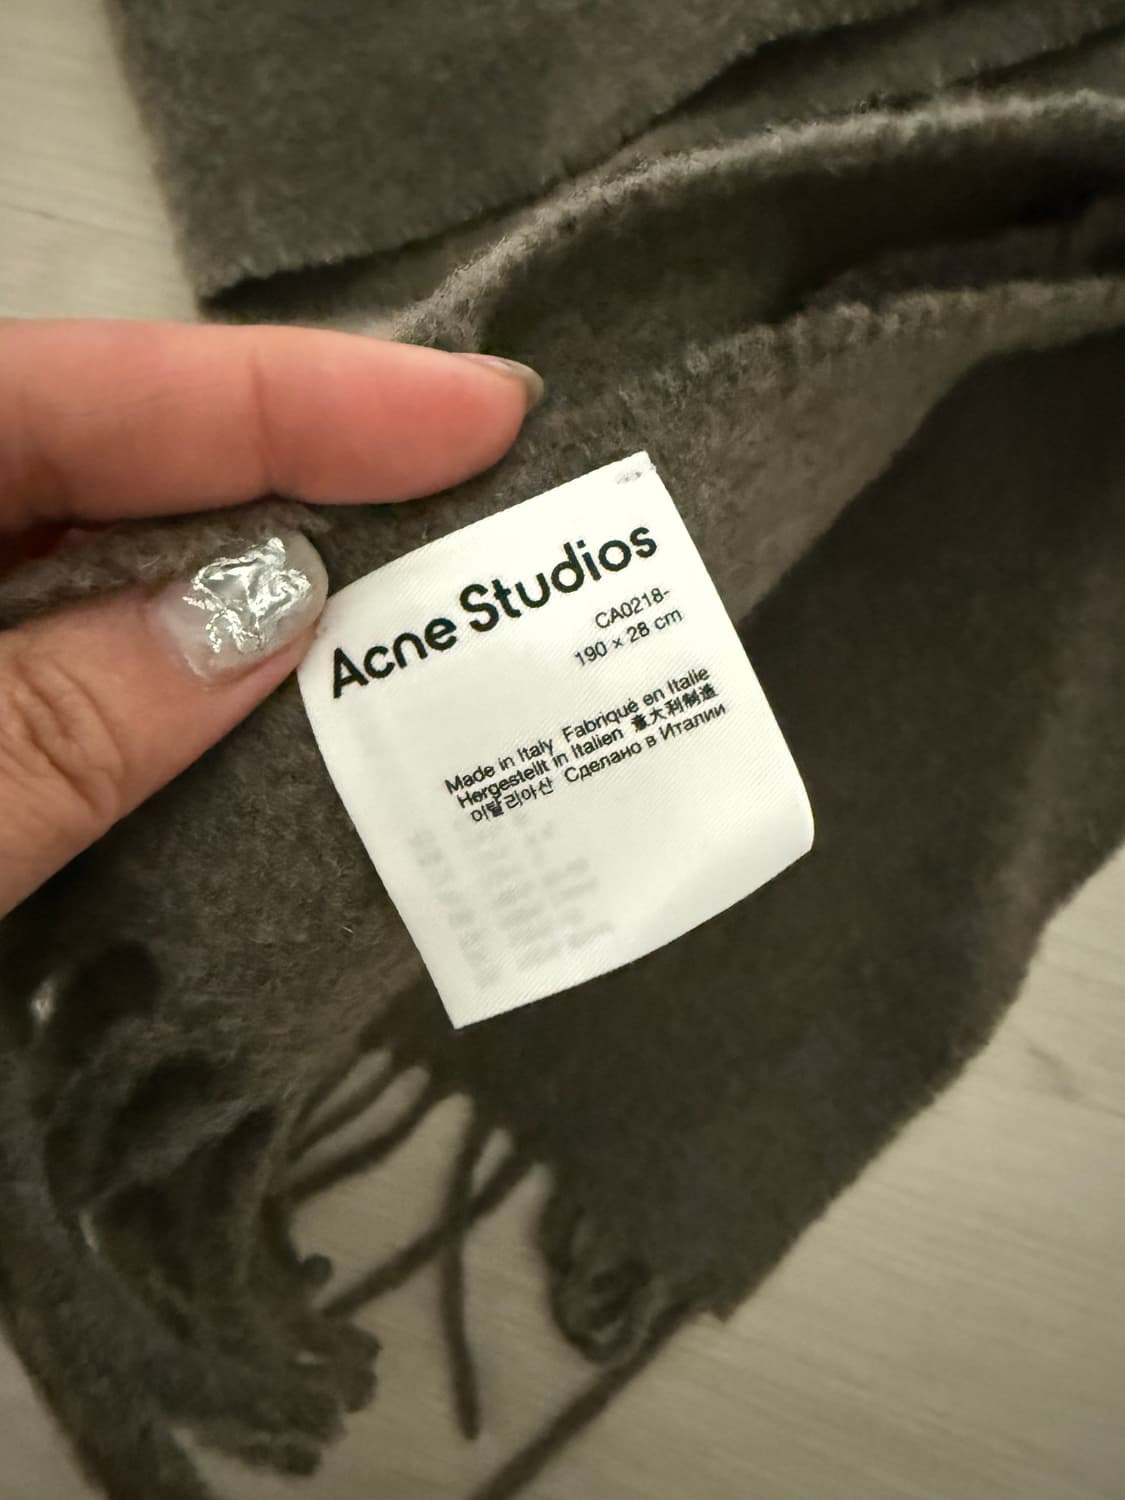 Acne Studios
CA0218-
190 × 28 cm
Made in Italy Fabriqué en Italie
Hergestellt in Italien 意大利制造
이탈리아산 Сделано в Италии